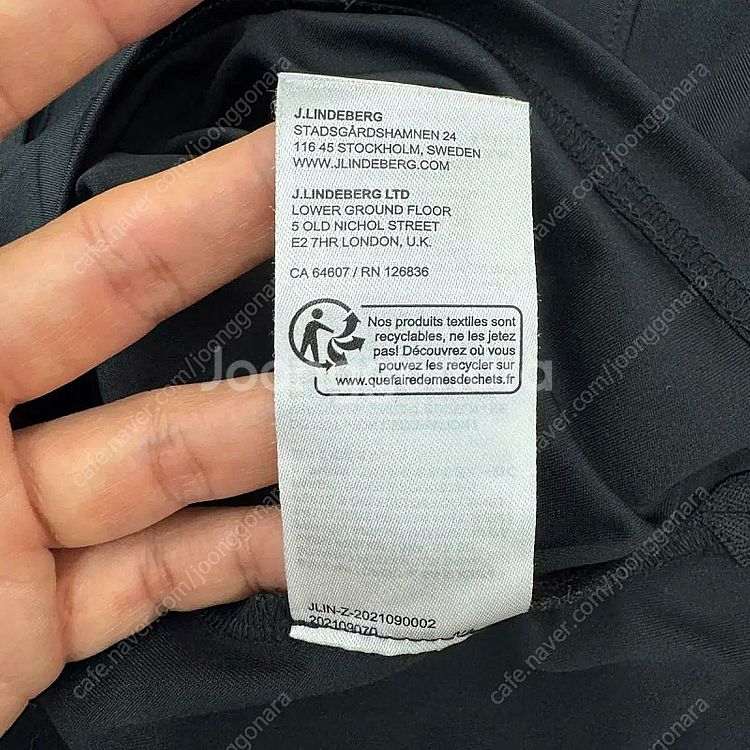 J.LINDEBERG
STADSGÅRDSHAMNEN 24
116 45 STOCKHOLM, SWEDEN
WWW.JLINDEBERG.COM
J.LINDEBERG LTD
LOWER GROUND FLOOR
5 OLD NICHOL STREET
E2 7HR LONDON, U.K.
CA 64607 / RN 126836
Nos produits textiles sont
recyclables, ne les jetez
pas! Découvrez où vous
pouvez les recycler sur
www.quefairedemesdechets.fr
JLIN-Z-2021090002
Joonggonara
cafe.naver.com/joonggonara